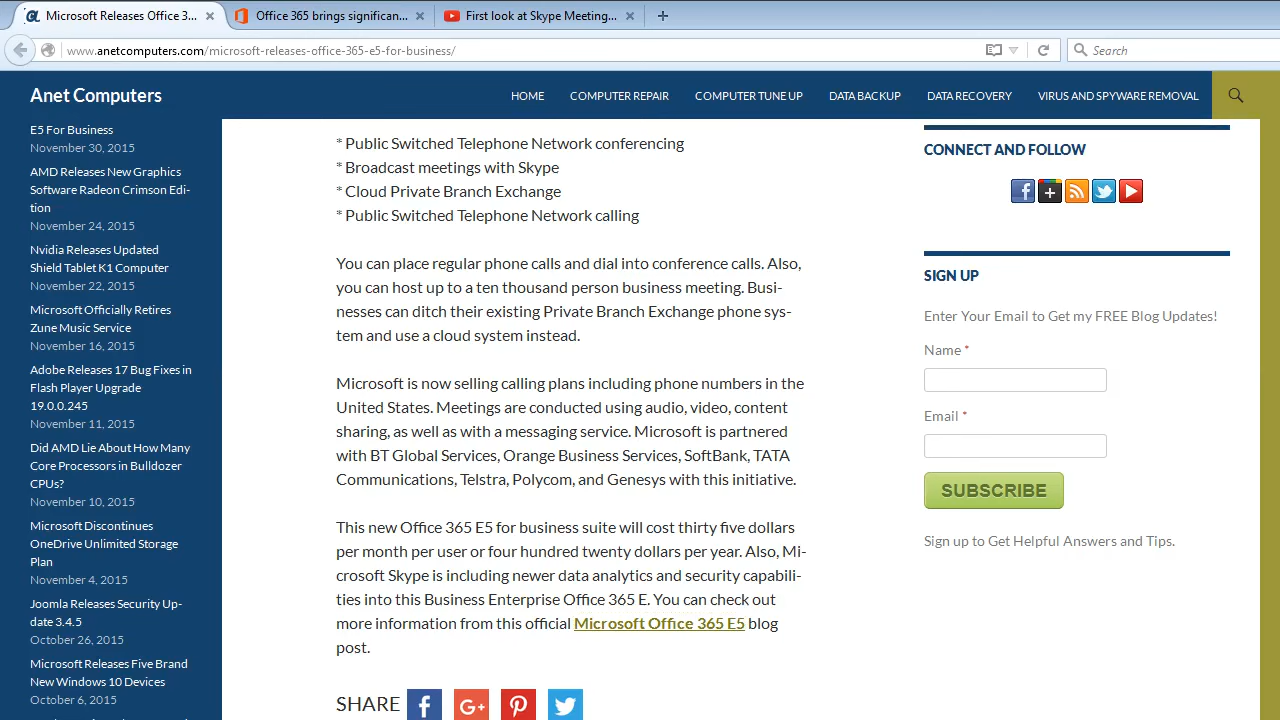 Microsoft Releases Office 3...
Office 365 brings significan...
First look at Skype Meeting...
www.anetcomputers.com/microsoft-releases-office-365-e5-for-business/
Search
Anet Computers
HOME
COMPUTER REPAIR
COMPUTER TUNE UP
DATA BACKUP
DATA RECOVERY
VIRUS AND SPYWARE REMOVAL
E5 For Business
November 30, 2015
AMD Releases New Graphics
Software Radeon Crimson Edi-
tion
November 24, 2015
Nvidia Releases Updated
Shield Tablet K1 Computer
November 22, 2015
Microsoft Officially Retires
Zune Music Service
November 16, 2015
Adobe Releases 17 Bug Fixes in
Flash Player Upgrade
19.0.0.245
November 11, 2015
Did AMD Lie About How Many
Core Processors in Bulldozer
CPUs?
November 10, 2015
Microsoft Discontinues
OneDrive Unlimited Storage
Plan
November 4, 2015
Joomla Releases Security Up-
date 3.4.5
October 26, 2015
Microsoft Releases Five Brand
New Windows 10 Devices
October 6, 2015
* Public Switched Telephone Network conferencing
* Broadcast meetings with Skype
* Cloud Private Branch Exchange
* Public Switched Telephone Network calling
You can place regular phone calls and dial into conference calls. Also,
you can host up to a ten thousand person business meeting. Busi-
nesses can ditch their existing Private Branch Exchange phone sys-
tem and use a cloud system instead.
Microsoft is now selling calling plans including phone numbers in the
United States. Meetings are conducted using audio, video, content
sharing, as well as with a messaging service. Microsoft is partnered
with BT Global Services, Orange Business Services, SoftBank, TATA
Communications, Telstra, Polycom, and Genesys with this initiative.
This new Office 365 E5 for business suite will cost thirty five dollars
per month per user or four hundred twenty dollars per year. Also, Mi-
crosoft Skype is including newer data analytics and security capabili-
ties into this Business Enterprise Office 365 E. You can check out
more information from this official Microsoft Office 365 E5 blog
post.
SHARE
CONNECT AND FOLLOW
SIGN UP
Enter Your Email to Get my FREE Blog Updates!
Name *
Email *
SUBSCRIBE
Sign up to Get Helpful Answers and Tips.